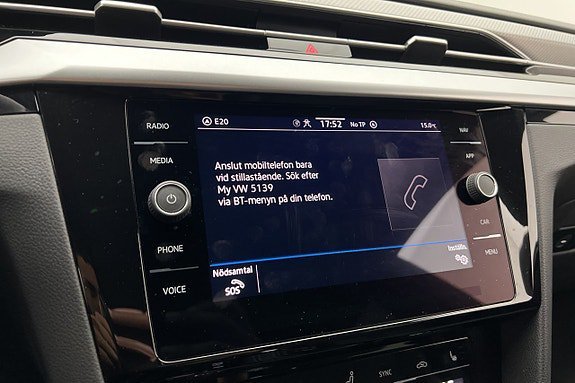 RADIO
MEDIA
PHONE
VOICE
E20
17:52
No TP
15.0°C
Anslut mobiltelefon bara
vid stillastående. Sök efter
My VW 5139
via BT-menyn på din telefon.
Nödsamtal
SOS
Inställn.
NAV
APP
CAR
MENU
SYNC